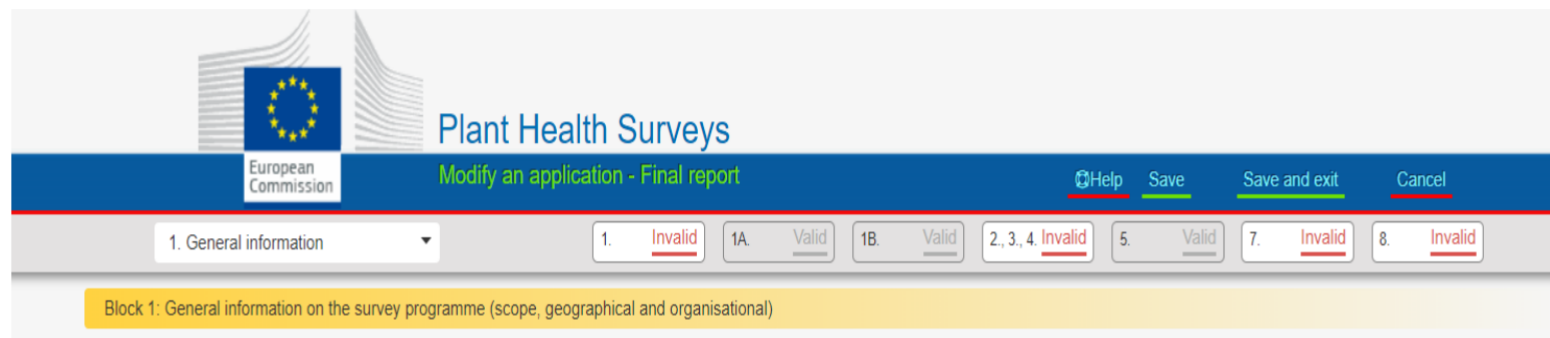 Plant Health Surveys
European
Commission
Modify an application - Final report
Help Save Save and exit Cancel
1. General information
1. Invalid 1A. Valid 1B. Valid 2., 3., 4. Invalid 5. Valid 7. Invalid 8. Invalid
Block 1: General information on the survey programme (scope, geographical and organisational)